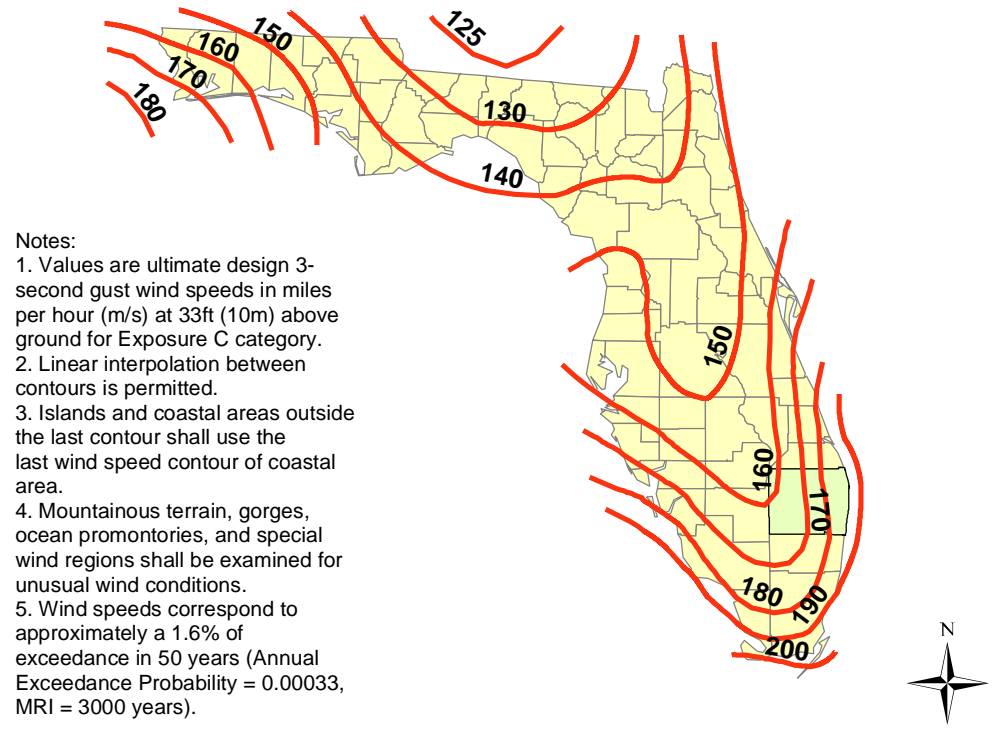 125
150
160
170
180
130
140
Notes:
1. Values are ultimate design 3-
second gust wind speeds in miles
per hour (m/s) at 33ft (10m) above
ground for Exposure C category.
2. Linear interpolation between
contours is permitted.
3. Islands and coastal areas outside
the last contour shall use the
last wind speed contour of coastal
area.
4. Mountainous terrain, gorges,
ocean promontories, and special
wind regions shall be examined for
unusual wind conditions.
5. Wind speeds correspond to
approximately a 1.6% of
exceedance in 50 years (Annual
Exceedance Probability = 0.00033,
MRI = 3000 years).
150
160
170
180
190
200
N